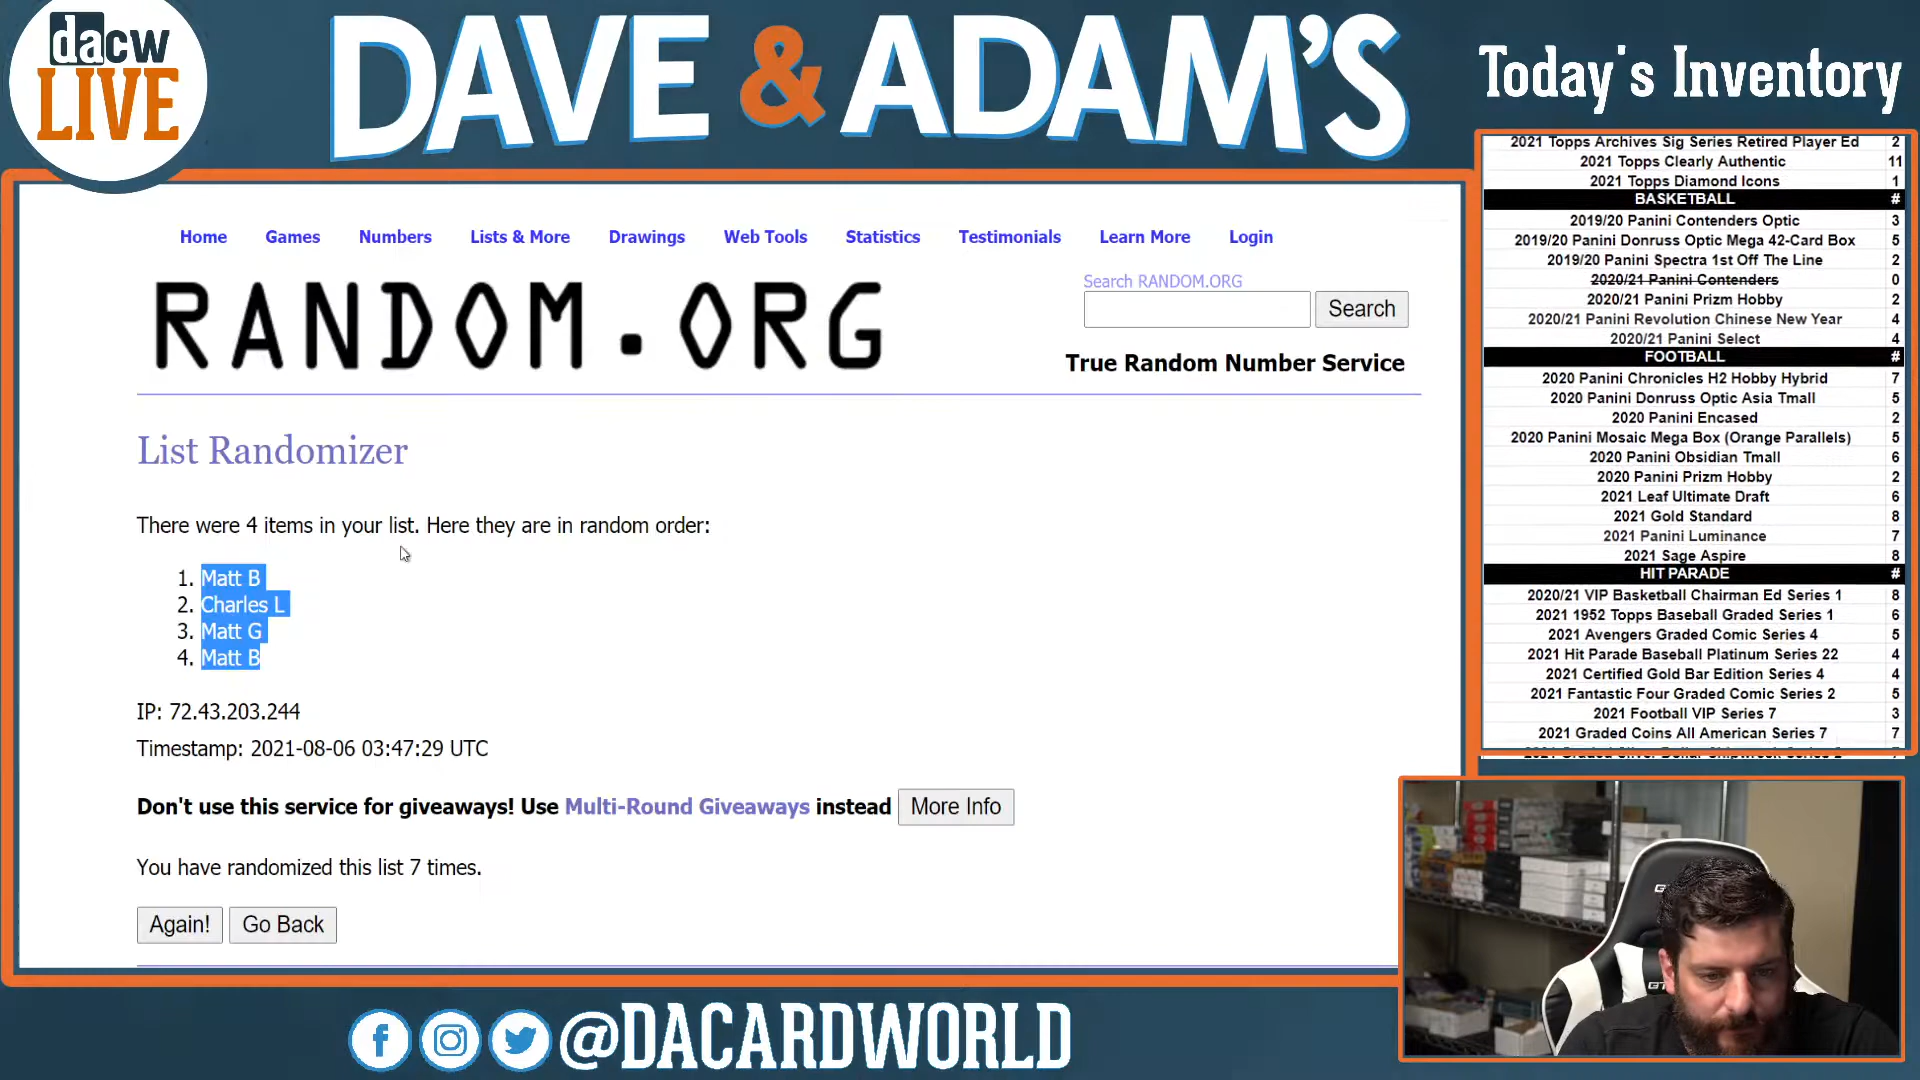 dacw
LIVE
DAVE & ADAM'S
Today's Inventory
Home Games Numbers Lists & More Drawings Web Tools Statistics Testimonials Learn More Login
RANDOM.ORG
Search RANDOM.ORG
Search
True Random Number Service
List Randomizer
There were 4 items in your list. Here they are in random order:
1. Matt B
2. Charles L
3. Matt G
4. Matt B
IP: 72.43.203.244
Timestamp: 2021-08-06 03:47:29 UTC
Don't use this service for giveaways! Use Multi-Round Giveaways instead More Info
You have randomized this list 7 times.
Again! Go Back
2021 Topps Archives Sig Series Retired Player Ed 2
2021 Topps Clearly Authentic 11
2021 Topps Diamond Icons 1
BASKETBALL #
2019/20 Panini Contenders Optic 3
2019/20 Panini Donruss Optic Mega 42-Card Box 5
2019/20 Panini Spectra 1st Off The Line 2
2020/21 Panini Contenders 0
2020/21 Panini Prizm Hobby 2
2020/21 Panini Revolution Chinese New Year 4
2020/21 Panini Select 4
FOOTBALL #
2020 Panini Chronicles H2 Hobby Hybrid 7
2020 Panini Donruss Optic Asia Tmall 5
2020 Panini Encased 2
2020 Panini Mosaic Mega Box (Orange Parallels) 5
2020 Panini Obsidian Tmall 6
2020 Panini Prizm Hobby 2
2021 Leaf Ultimate Draft 6
2021 Gold Standard 8
2021 Panini Luminance 7
2021 Sage Aspire 8
HIT PARADE #
2020/21 VIP Basketball Chairman Ed Series 1 8
2021 1952 Topps Baseball Graded Series 1 6
2021 Avengers Graded Comic Series 4 5
2021 Hit Parade Baseball Platinum Series 22 4
2021 Certified Gold Bar Edition Series 4 4
2021 Fantastic Four Graded Comic Series 2 5
2021 Football VIP Series 7 3
2021 Graded Coins All American Series 7 7
@DACARDWORLD